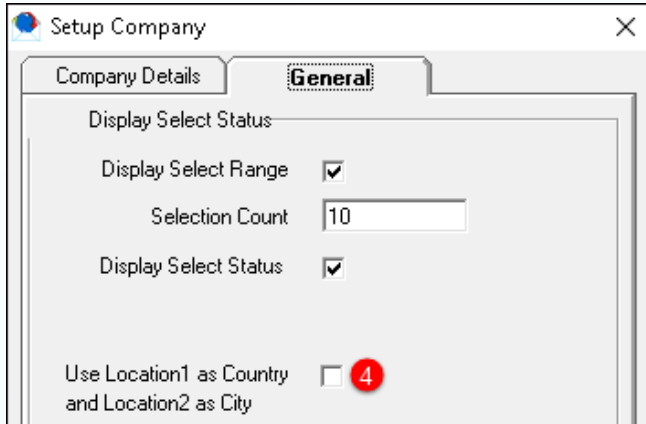 Setup Company
Company Details General
Display Select Status
Display Select Range
Selection Count 10
Display Select Status
Use Location1 as Country 4
and Location2 as City